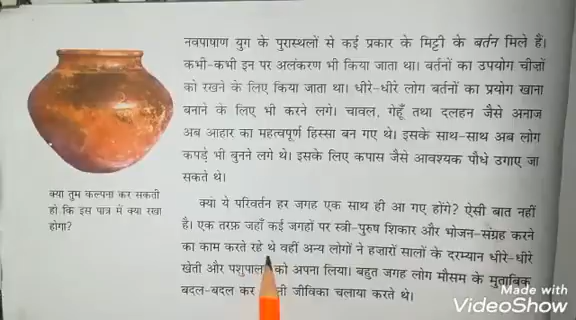 नवपाषाण युग के पुरास्थलों से कई प्रकार के मिट्टी के बर्तन मिले हैं।
कभी-कभी इन पर अलंकरण भी किया जाता था। बर्तनों का उपयोग चीज़ों
को रखने के लिए किया जाता था। धीरे-धीरे लोग बर्तनों का प्रयोग खाना
बनाने के लिए भी करने लगे। चावल, गेहूँ तथा दलहन जैसे अनाज
अब आहार का महत्वपूर्ण हिस्सा बन गए थे। इसके साथ-साथ अब लोग
कपड़े भी बुनने लगे थे। इसके लिए कपास जैसे आवश्यक पौधे उगाए जा
सकते थे।
क्या तुम कल्पना कर सकती
हो कि इस पात्र में क्या रखा
होगा?
क्या ये परिवर्तन हर जगह एक साथ ही आ गए होंगे? ऐसी बात नहीं
है। एक तरफ़ जहाँ कई जगहों पर स्त्री-पुरुष शिकार और भोजन-संग्रह करने
का काम करते रहे थे वहीं अन्य लोगों ने हज़ारों सालों के दरम्यान धीरे-धीरे
खेती और को अपना लिया। बहुत जगह लोग मौसम के मुताबिक
बदल-बदल कर जीविका चलाया करते थे।
Made with
VideoShow